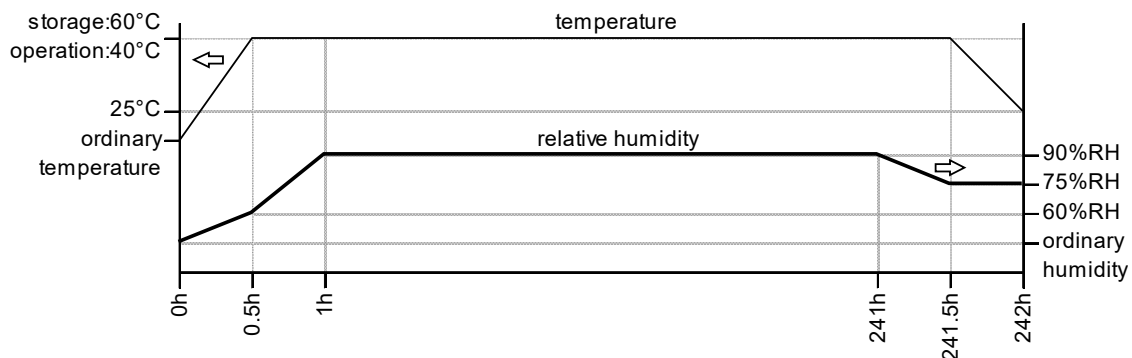 storage:60°C
operation:40°C
temperature
25°C
ordinary
temperature
relative humidity
90%RH
75%RH
60%RH
ordinary
humidity
0h
0.5h
1h
241h
241.5h
242h